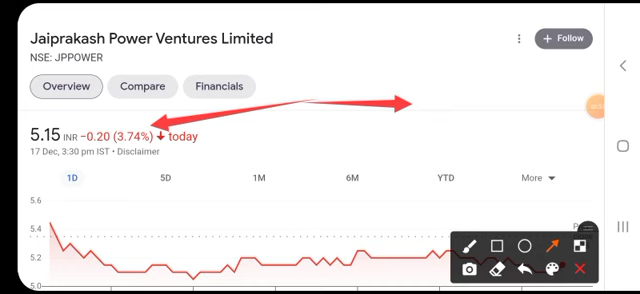 Jaiprakash Power Ventures Limited
+ Follow
NSE: JPPOWER
Overview
Compare
Financials
5.15 INR −0.20 (3.74%) ↓ today
17 Dec, 3:30 pm IST • Disclaimer
1D 5D 1M 6M YTD More
5.6
5.4
5.2
5.0